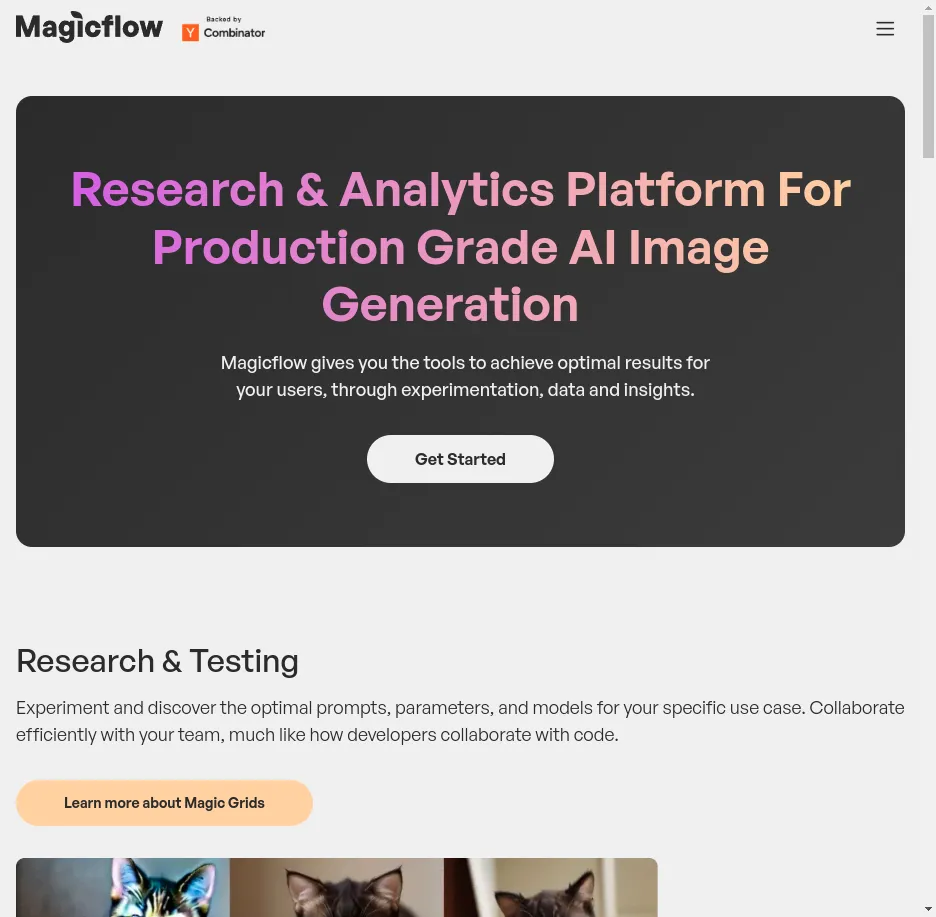 Magicflow
Backed by
Y Combinator
Research & Analytics Platform For
Production Grade AI Image
Generation
Magicflow gives you the tools to achieve optimal results for
your users, through experimentation, data and insights.
Get Started
Research & Testing
Experiment and discover the optimal prompts, parameters, and models for your specific use case. Collaborate
efficiently with your team, much like how developers collaborate with code.
Learn more about Magic Grids